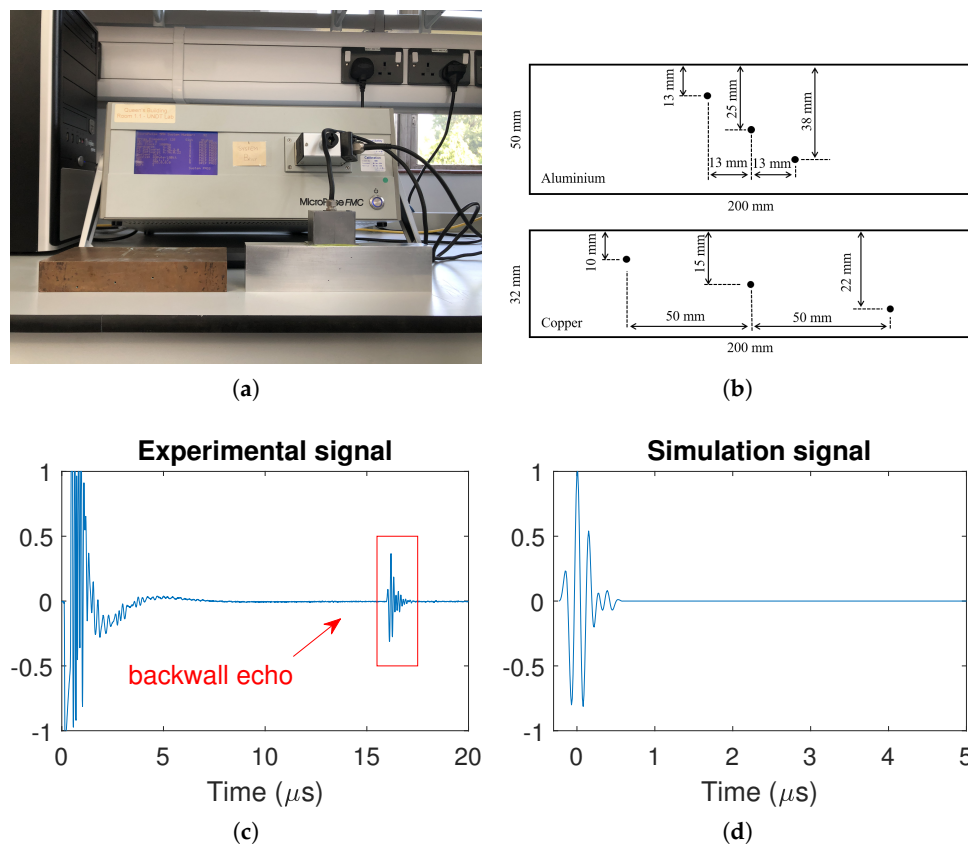 MicroPulse FMC
(a)
50 mm
13 mm
25 mm
38 mm
13 mm
13 mm
Aluminium
200 mm
32 mm
10 mm
15 mm
22 mm
50 mm
50 mm
Copper
200 mm
(b)
Experimental signal
1
0.5
0
-0.5
-1
backwall echo
0
5
10
15
20
Time (μs)
(c)
Simulation signal
1
0.5
0
-0.5
-1
0
1
2
3
4
5
Time (μs)
(d)